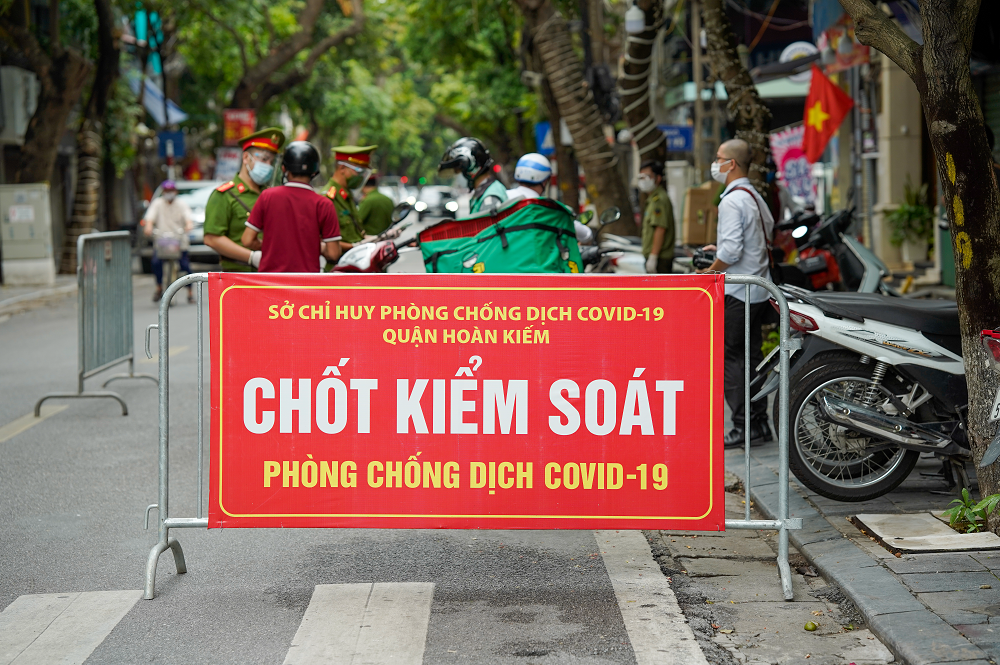 SỞ CHỈ HUY PHÒNG CHỐNG DỊCH COVID-19
QUẬN HOÀN KIẾM
CHỐT KIỂM SOÁT
PHÒNG CHỐNG DỊCH COVID-19